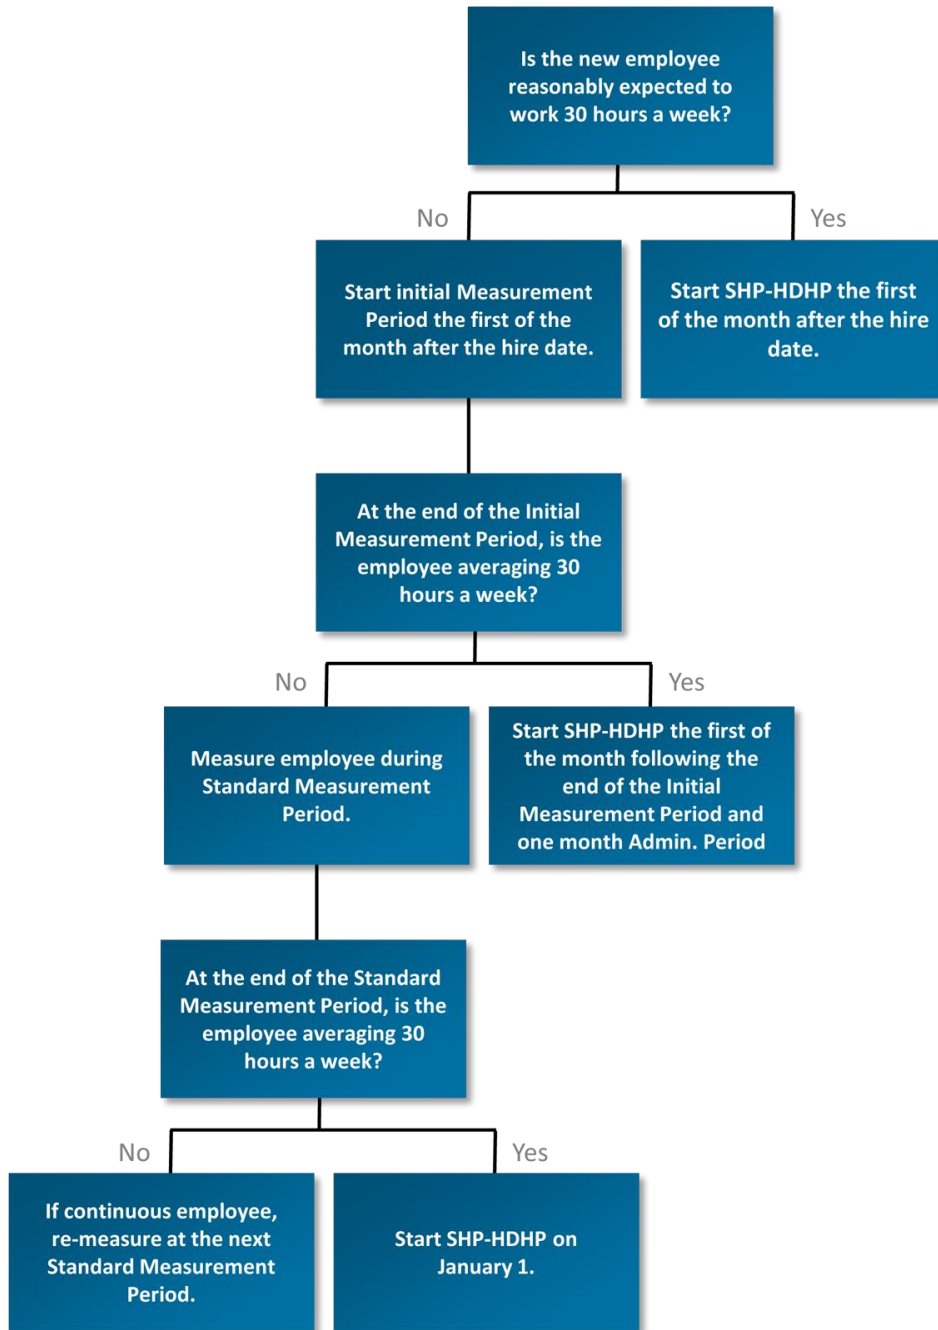 Is the new employee
reasonably expected to
work 30 hours a week?
No
Yes
Start initial Measurement
Period the first of the
month after the hire date.
Start SHP-HDHP the first
of the month after the hire
date.
At the end of the Initial
Measurement Period, is the
employee averaging 30
hours a week?
No
Yes
Measure employee during
Standard Measurement
Period.
Start SHP-HDHP the first of
the month following the
end of the Initial
Measurement Period and
one month Admin. Period
At the end of the Standard
Measurement Period, is the
employee averaging 30
hours a week?
No
Yes
If continuous employee,
re-measure at the next
Standard Measurement
Period.
Start SHP-HDHP on
January 1.